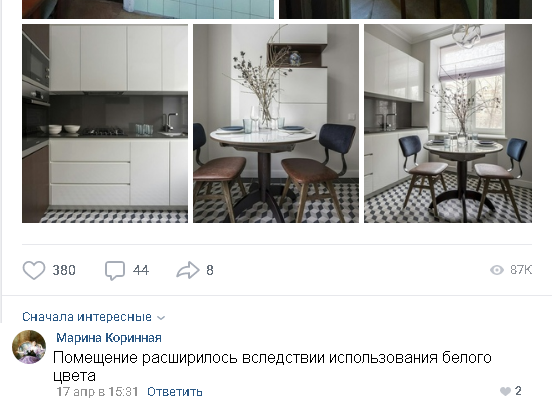 380 44 8 87K
Сначала интересные
Марина Коринная
Помещение расширилось вследствии использования белого
цвета
17 апр в 15:31 Ответить 2